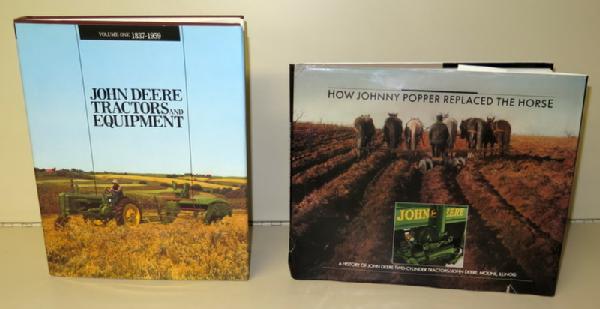 VOLUME ONE 1837-1959
JOHN DEERE
TRACTORS AND
EQUIPMENT
HOW JOHNNY POPPER REPLACED THE HORSE
JOHN DEERE
A HISTORY OF JOHN DEERE TWO-CYLINDER TRACTORS/JOHN DEERE, MOLINE, ILLINOIS